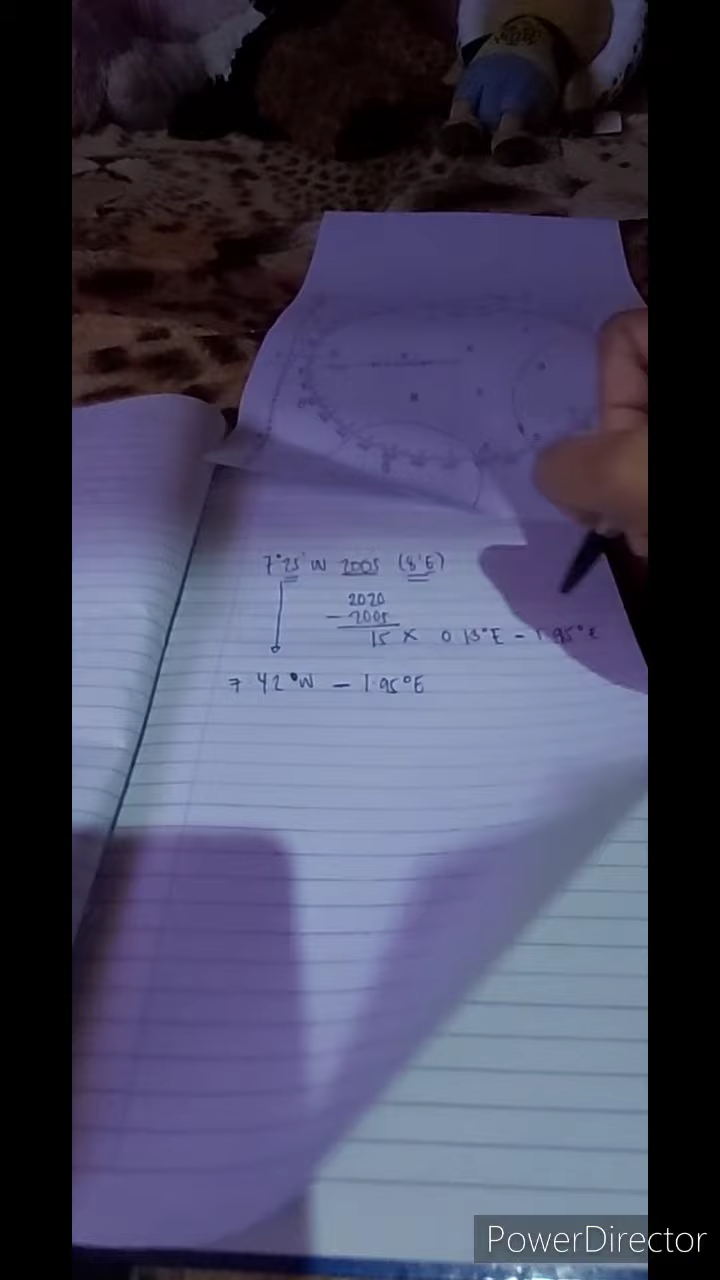 7°25' W 2005 (8'E)
2020
- 2005
15 × 0.13°E - 1.95°E
7.42°W - 1.95°E
PowerDirector